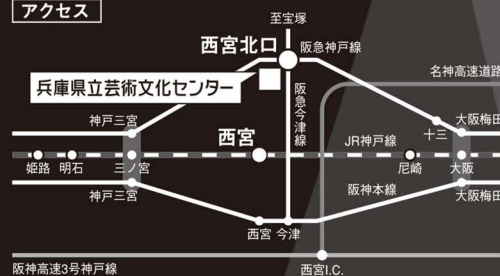 アクセス
至宝塚
西宮北口
阪急神戸線
名神高速道路
兵庫県立芸術文化センター
阪急今津線
神戸三宮
十三
大阪梅田
西宮
JR神戸線
姫路
明石
三ノ宮
尼崎
大阪
神戸三宮
阪神本線
大阪梅田
西宮
今津
阪神高速3号神戸線
西宮I.C.